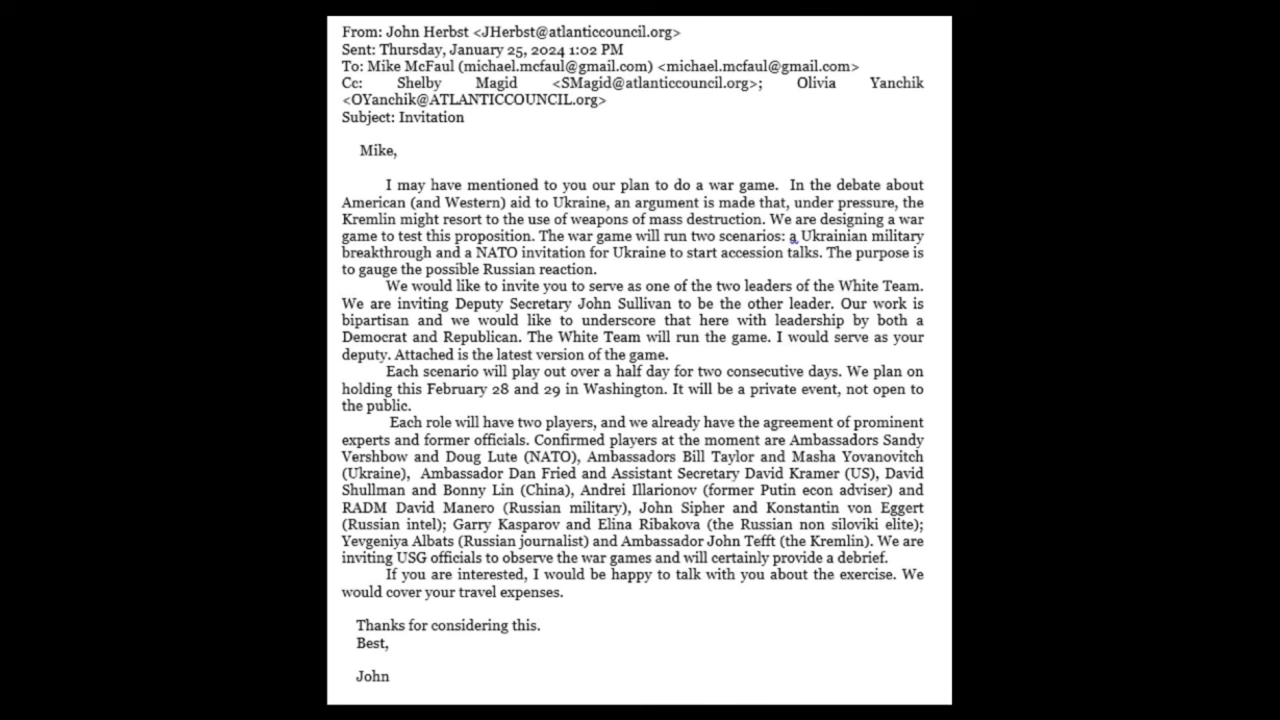 From: John Herbst <JHerbst@atlanticcouncil.org>
Sent: Thursday, January 25, 2024 1:02 PM
To: Mike McFaul (michael.mcfaul@gmail.com) <michael.mcfaul@gmail.com>
Cc: Shelby Magid <SMagid@atlanticcouncil.org>; Olivia Yanchik
<OYanchik@ATLANTICCOUNCIL.org>
Subject: Invitation
Mike,
I may have mentioned to you our plan to do a war game. In the debate about
American (and Western) aid to Ukraine, an argument is made that, under pressure, the
Kremlin might resort to the use of weapons of mass destruction. We are designing a war
game to test this proposition. The war game will run two scenarios: a Ukrainian military
breakthrough and a NATO invitation for Ukraine to start accession talks. The purpose is
to gauge the possible Russian reaction.
We would like to invite you to serve as one of the two leaders of the White Team.
We are inviting Deputy Secretary John Sullivan to be the other leader. Our work is
bipartisan and we would like to underscore that here with leadership by both a
Democrat and Republican. The White Team will run the game. I would serve as your
deputy. Attached is the latest version of the game.
Each scenario will play out over a half day for two consecutive days. We plan on
holding this February 28 and 29 in Washington. It will be a private event, not open to
the public.
Each role will have two players, and we already have the agreement of prominent
experts and former officials. Confirmed players at the moment are Ambassadors Sandy
Vershbow and Doug Lute (NATO), Ambassadors Bill Taylor and Masha Yovanovitch
(Ukraine), Ambassador Dan Fried and Assistant Secretary David Kramer (US), David
Shullman and Bonny Lin (China), Andrei Illarionov (former Putin econ adviser) and
RADM David Manero (Russian military), John Sipher and Konstantin von Eggert
(Russian intel); Garry Kasparov and Elina Ribakova (the Russian non siloviki elite);
Yevgeniya Albats (Russian journalist) and Ambassador John Tefft (the Kremlin). We are
inviting USG officials to observe the war games and will certainly provide a debrief.
If you are interested, I would be happy to talk with you about the exercise. We
would cover your travel expenses.
Thanks for considering this.
Best,
John